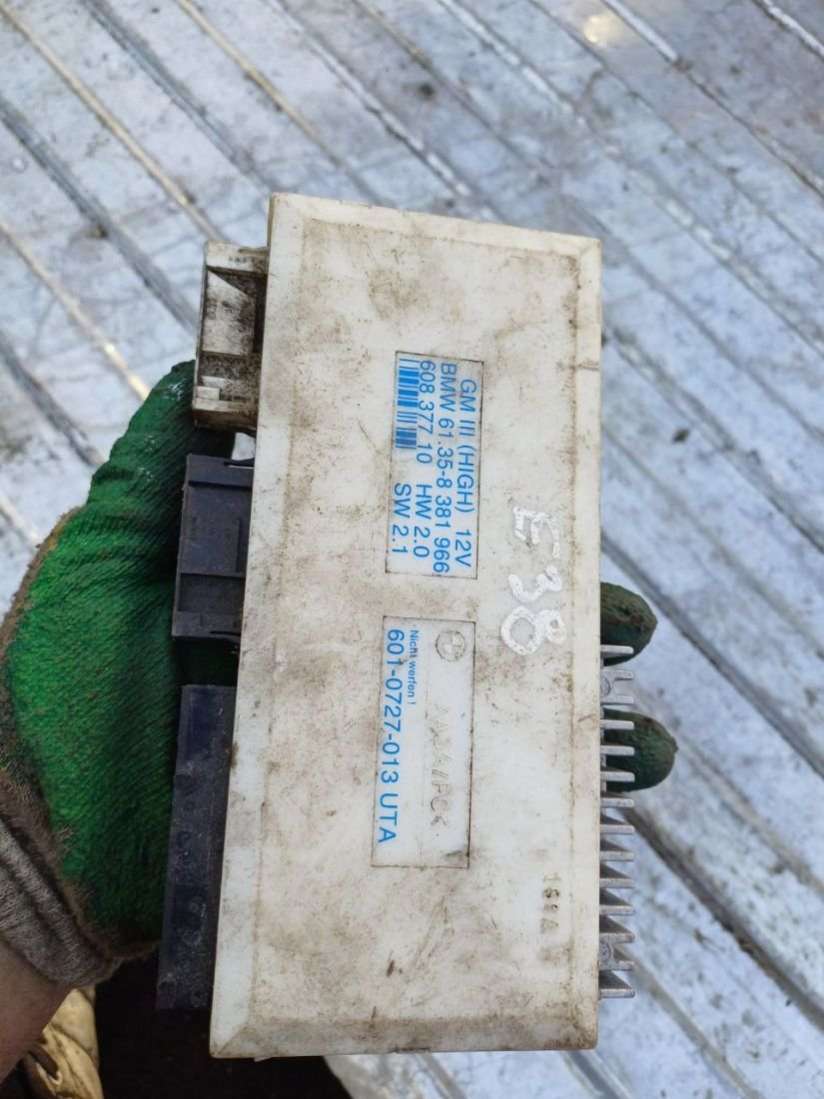 GM III (HIGH) 12V
BMW 61.35-8 381 966
608 377 10 HW 2.0
SW 2.1
E38
Nicht werfen!
601-0727-013 UTA